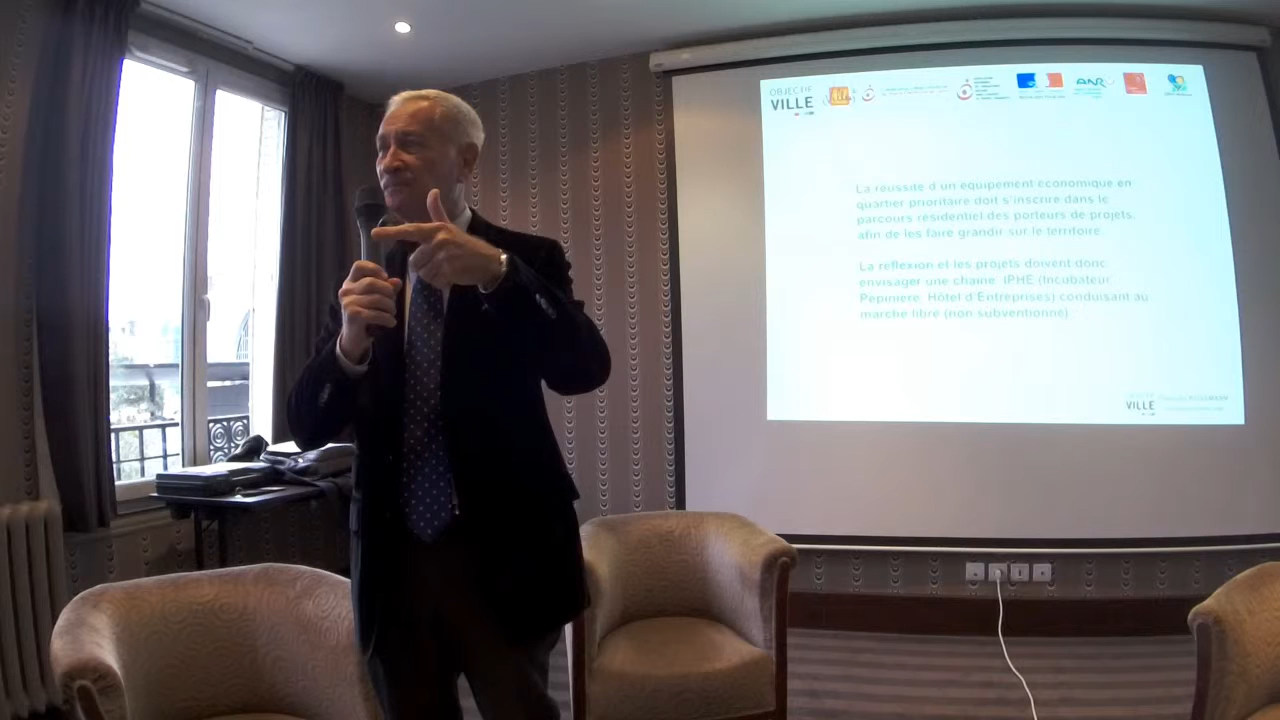 OBJECTIF
VILLE
ANRU
La réussite d'un équipement économique en
quartier prioritaire doit s'inscrire dans le
parcours résidentiel des porteurs de projets,
afin de les faire grandir sur le territoire.
La réflexion et les projets doivent donc
envisager une chaine IPHE (Incubateur,
Pépinière, Hôtel d'Entreprises) conduisant au
marché libre (non subventionné)
VILLE